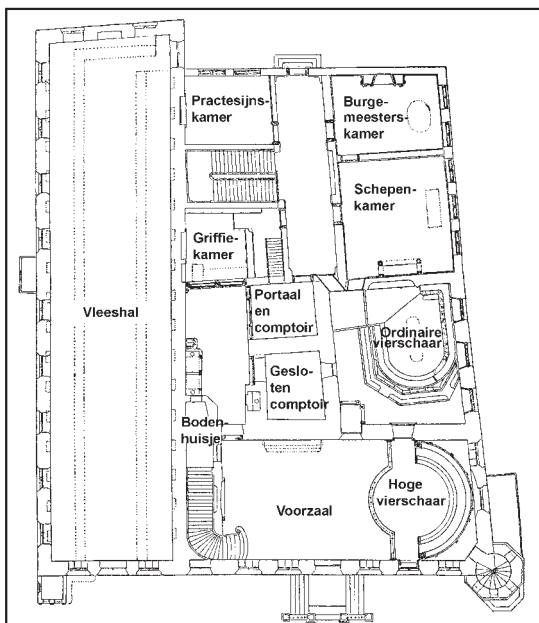 Practesijns-
kamer
Burge-
meesters-
kamer
Schepen-
kamer
Griffie-
kamer
Portaal
en
comptoir
Vleeshal
Ordinaire
vierschaar
Geslo-
ten
comptoir
Boden-
huisje
Voorzaal
Hoge
vierschaar